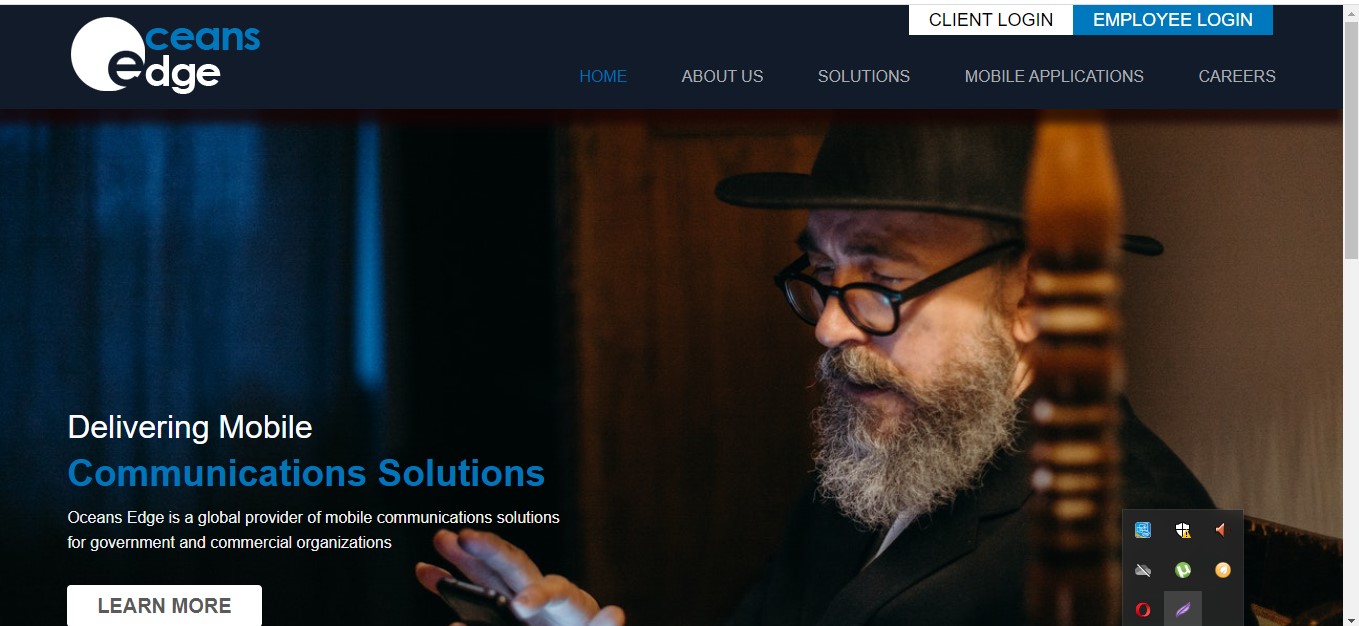 CLIENT LOGIN
EMPLOYEE LOGIN
Oceans
edge
HOME
ABOUT US
SOLUTIONS
MOBILE APPLICATIONS
CAREERS
Delivering Mobile
Communications Solutions
Oceans Edge is a global provider of mobile communications solutions
for government and commercial organizations
LEARN MORE